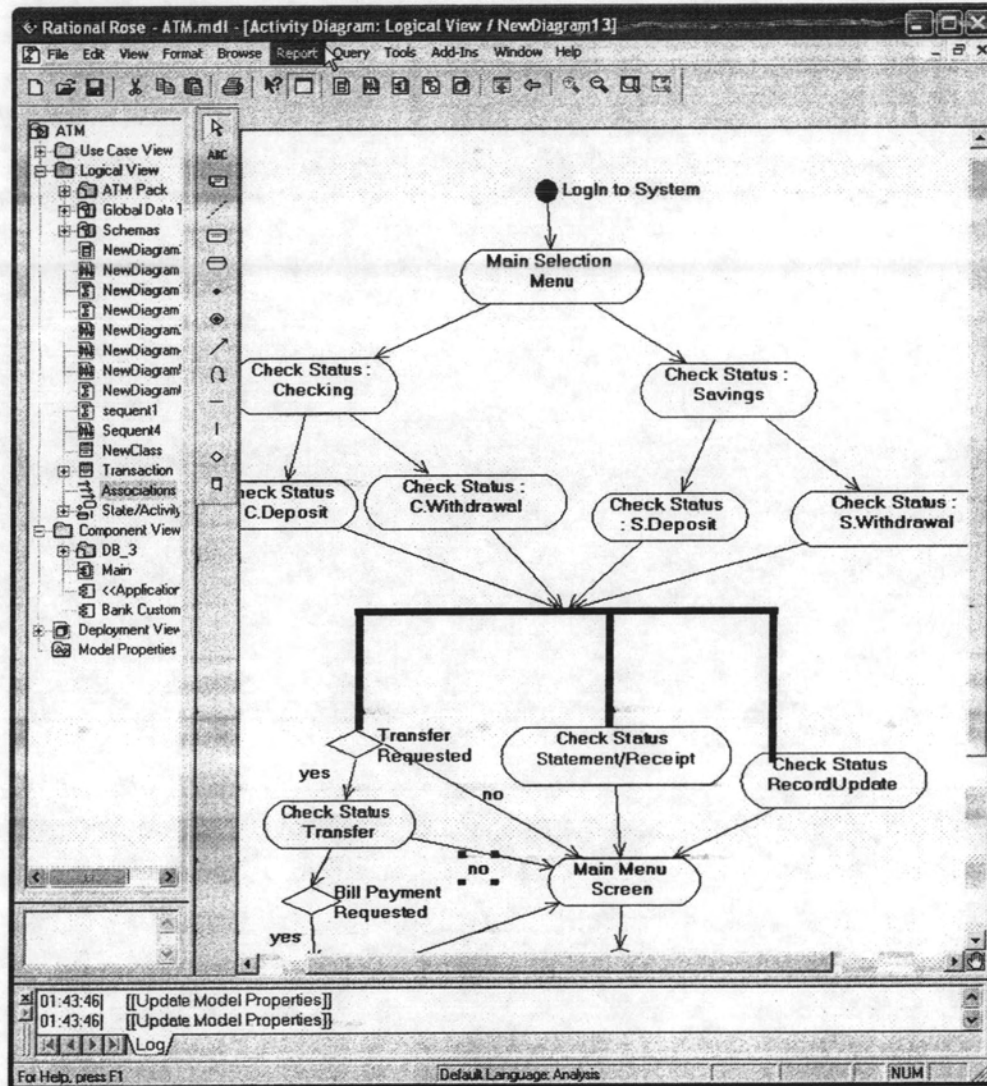 Rational Rose - ATM.mdl - [Activity Diagram: Logical View / NewDiagram13]
File Edit View Format Browse Report Query Tools Add-Ins Window Help
ATM
Use Case View
Logical View
ATM Pack
Global Data 1
Schemas
NewDiagram
NewDiagram
NewDiagram
NewDiagram
NewDiagram
NewDiagram
NewDiagram
NewDiagram
sequent1
Sequent4
NewClass
Transaction
Associations
State/Activity
Component View
DB_3
Main
<<Application
Bank Custom
Deployment View
Model Properties
ABC
LogIn to System
Main Selection
Menu
Check Status :
Checking
Check Status :
Savings
heck Status
C.Deposit
Check Status :
C.Withdrawal
Check Status
: S.Deposit
Check Status :
S.Withdrawal
Transfer
Requested
yes
no
Check Status
Statement/Receipt
Check Status
RecordUpdate
Check Status
Transfer
no
Main Menu
Screen
Bill Payment
Requested
yes
01:43:46| [[Update Model Properties]]
01:43:46| [[Update Model Properties]]
Log
For Help, press F1
Default Language: Analysis
NUM